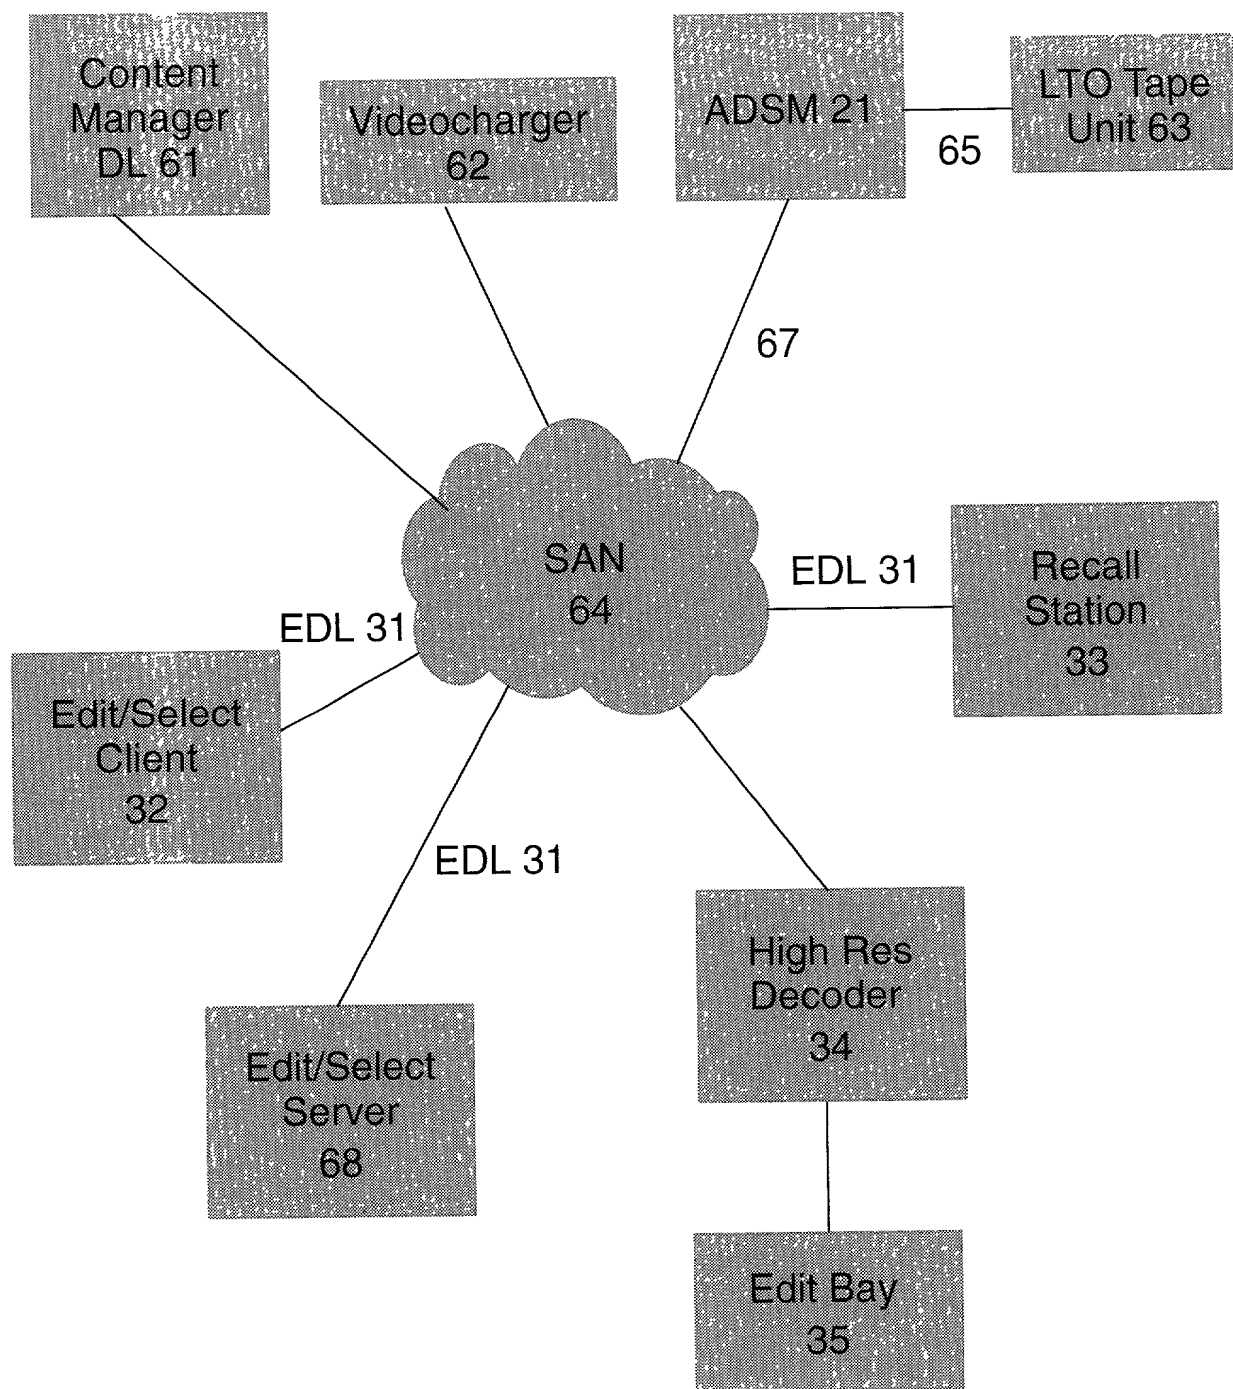 Content
Manager
DL 61
Videocharger
62
ADSM 21
65
LTO Tape
Unit 63
67
SAN
64
EDL 31
Recall
Station
33
EDL 31
Edit/Select
Client
32
EDL 31
Edit/Select
Server
68
High Res
Decoder
34
Edit Bay
35